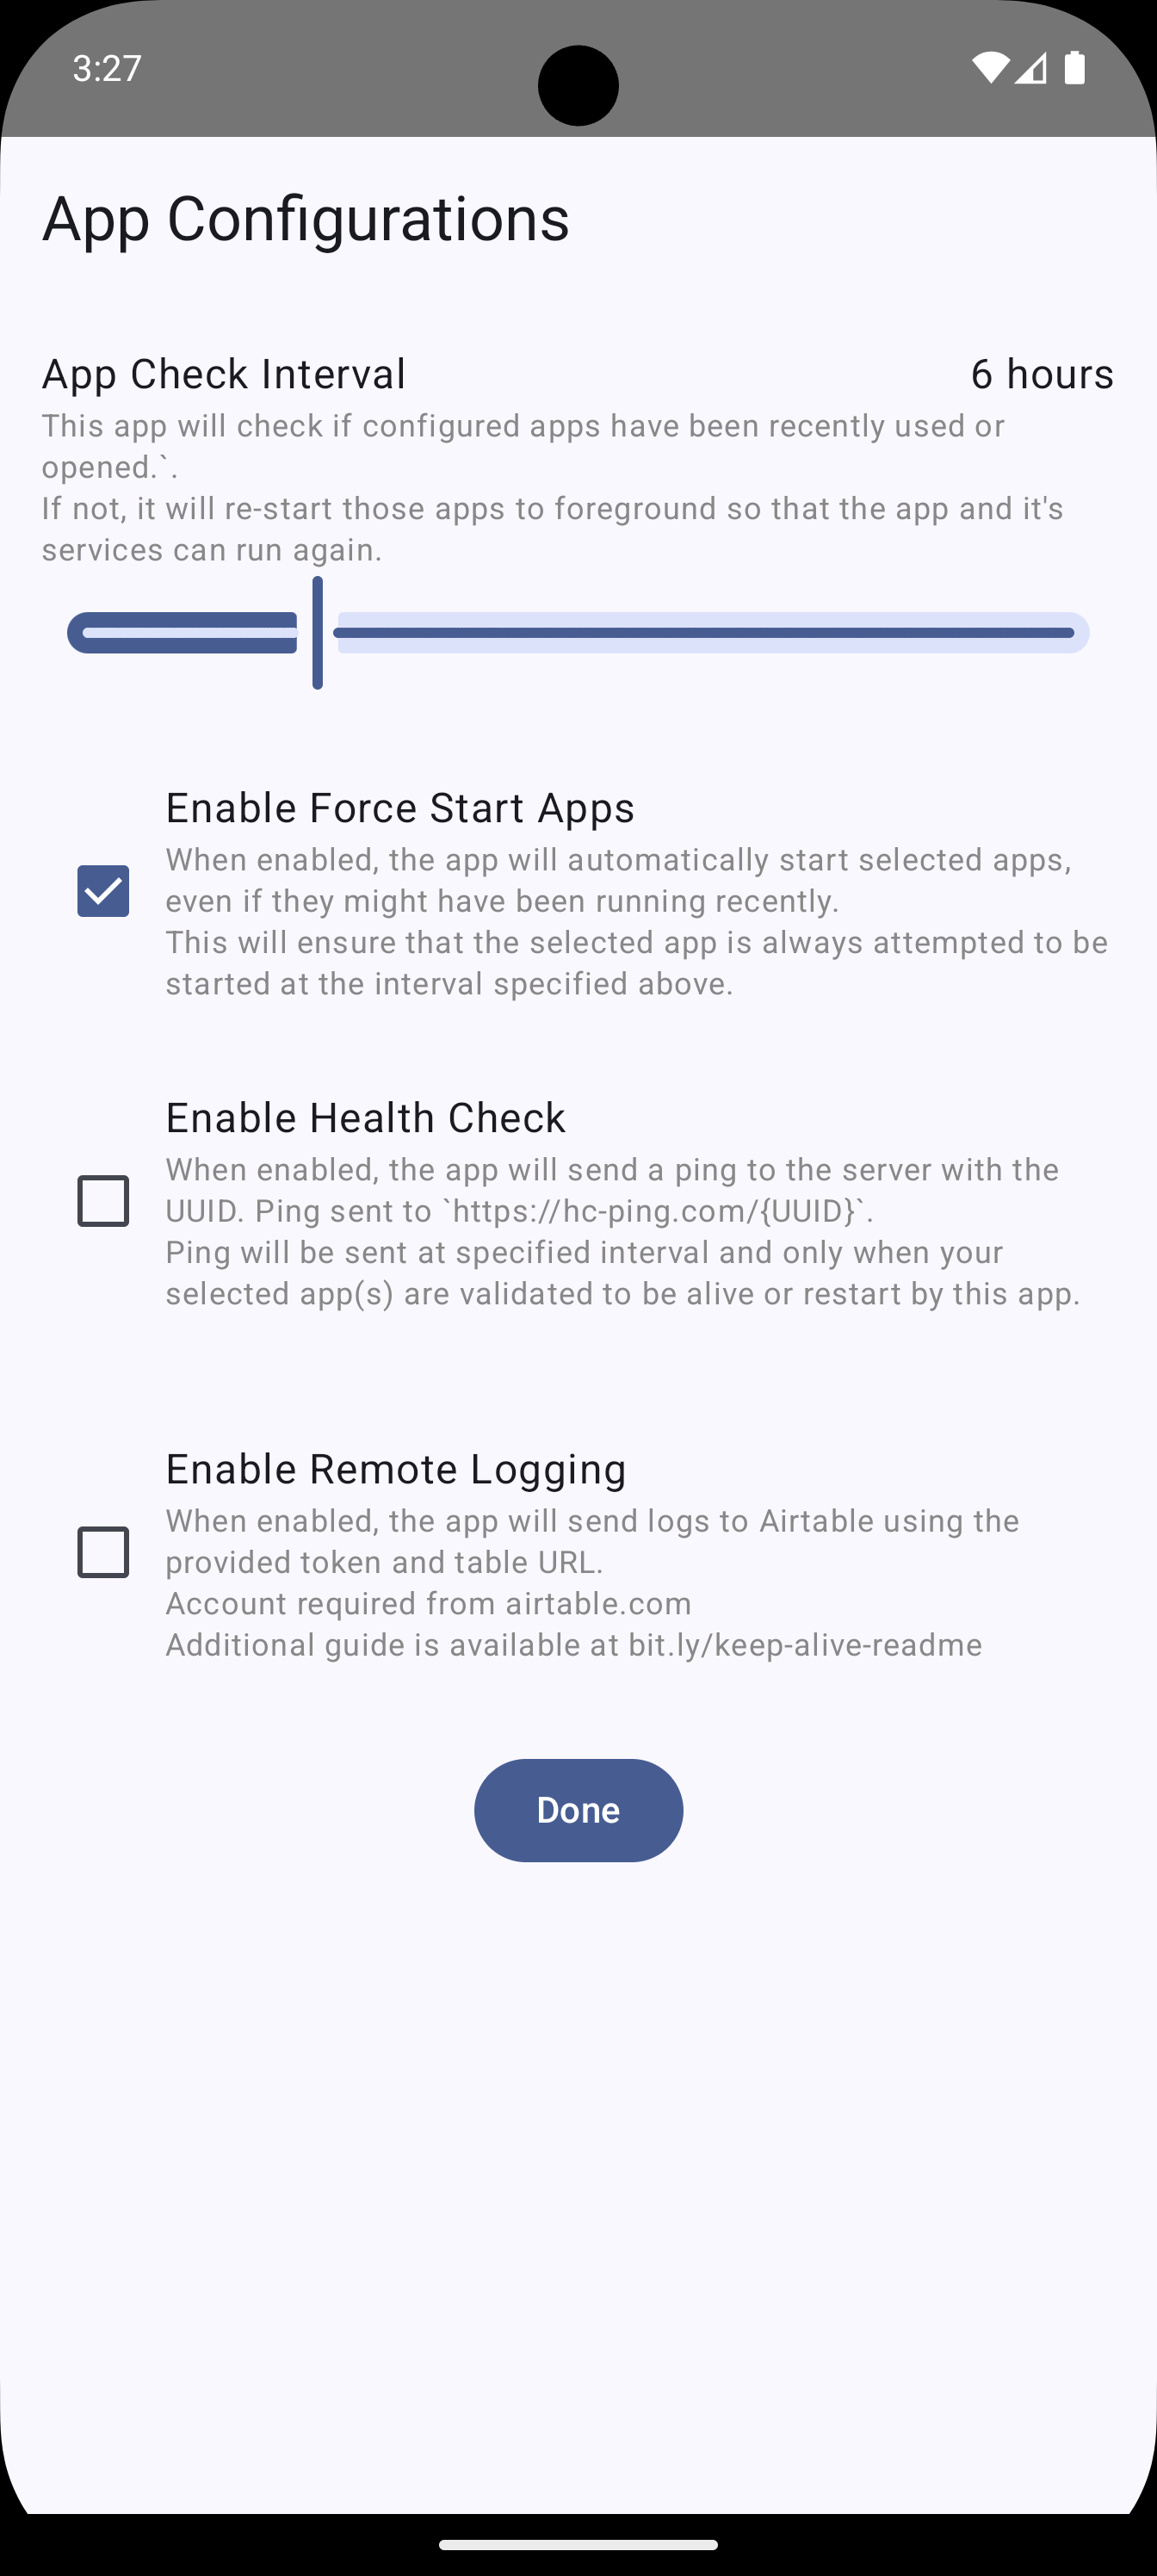 3:27
App Configurations
App Check Interval 6 hours
This app will check if configured apps have been recently used or
opened.`.
If not, it will re-start those apps to foreground so that the app and it's
services can run again.
Enable Force Start Apps
When enabled, the app will automatically start selected apps,
even if they might have been running recently.
This will ensure that the selected app is always attempted to be
started at the interval specified above.
Enable Health Check
When enabled, the app will send a ping to the server with the
UUID. Ping sent to `https://hc-ping.com/{UUID}`.
Ping will be sent at specified interval and only when your
selected app(s) are validated to be alive or restart by this app.
Enable Remote Logging
When enabled, the app will send logs to Airtable using the
provided token and table URL.
Account required from airtable.com
Additional guide is available at bit.ly/keep-alive-readme
Done